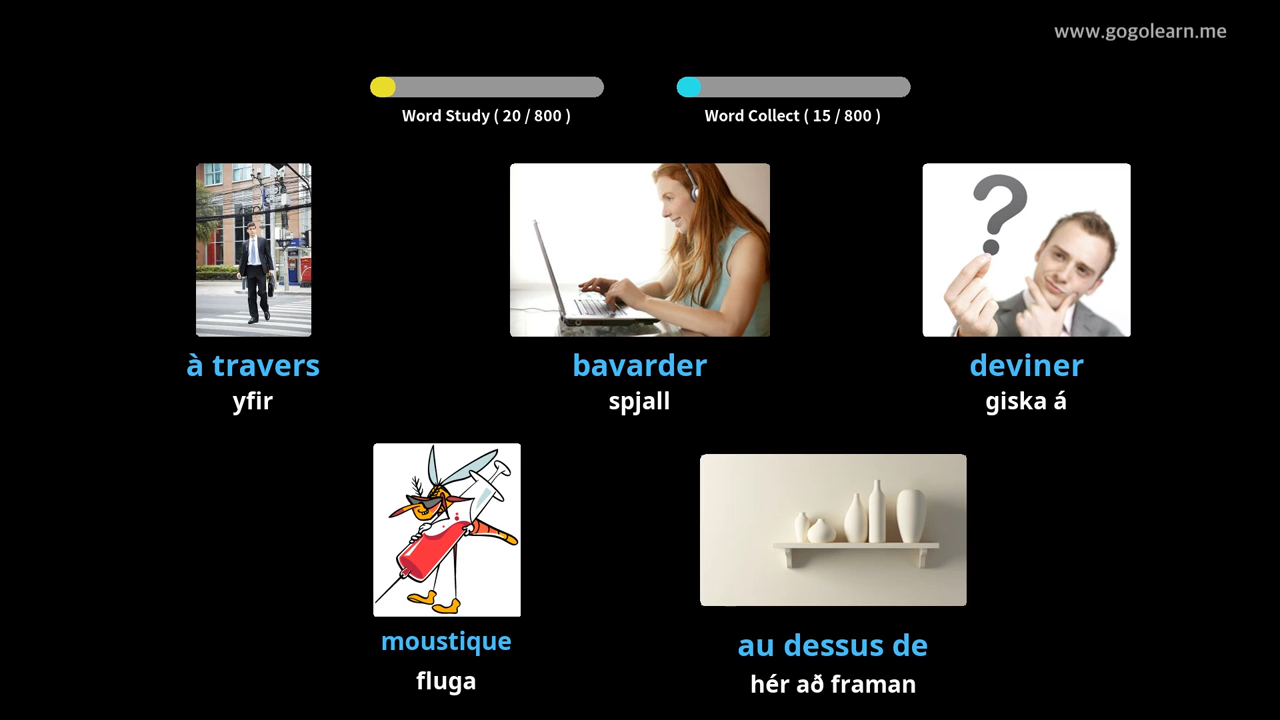 www.gogolearn.me
Word Study ( 20 / 800 )
Word Collect ( 15 / 800 )
à travers
yfir
bavarder
spjall
deviner
giska á
moustique
fluga
au dessus de
hér að framan